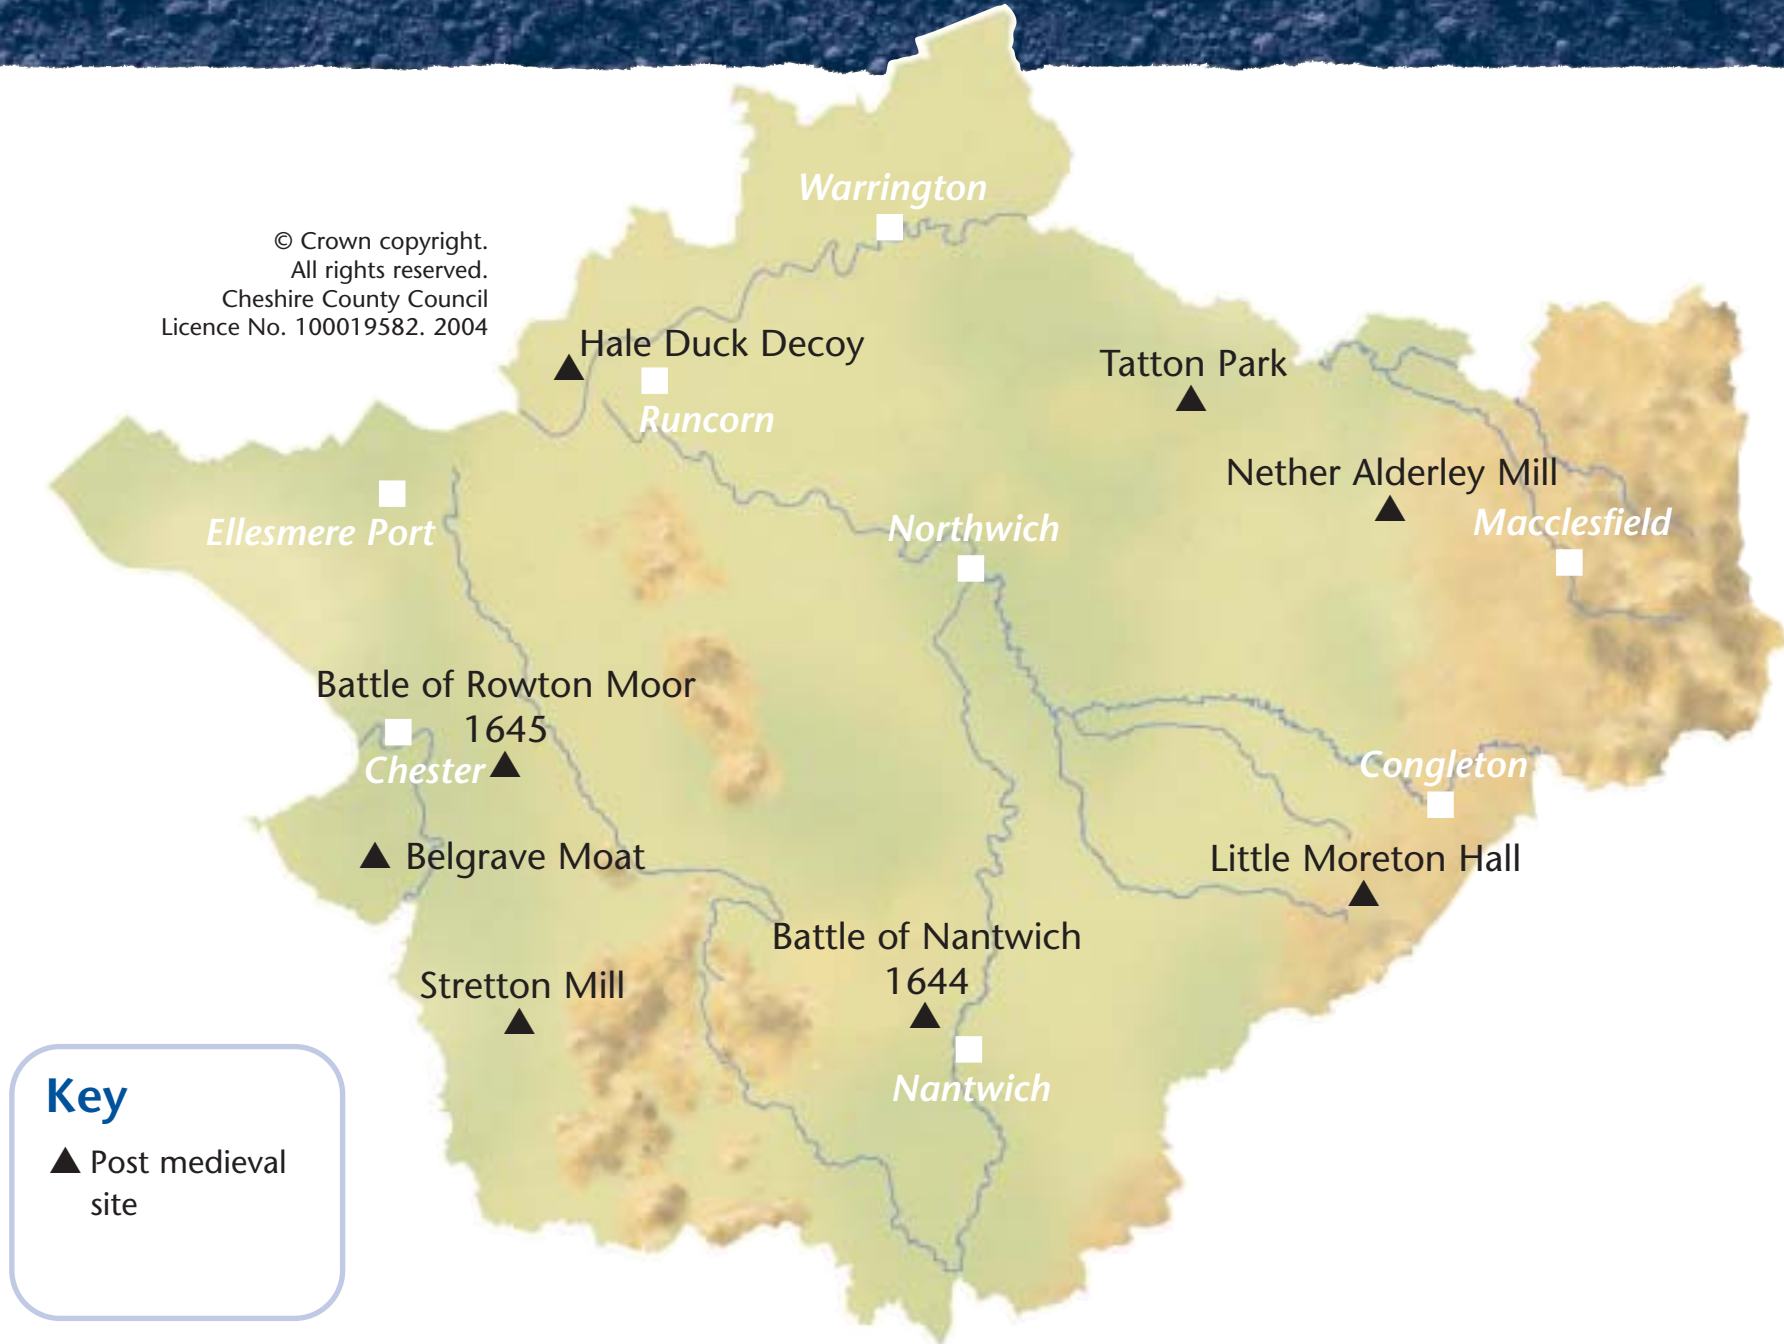 Warrington
© Crown copyright.
All rights reserved.
Cheshire County Council
Licence No. 100019582. 2004
Hale Duck Decoy
Runcorn
Tatton Park
Nether Alderley Mill
Macclesfield
Ellesmere Port
Northwich
Battle of Rowton Moor
1645
Chester
Congleton
Belgrave Moat
Little Moreton Hall
Battle of Nantwich
1644
Stretton Mill
Nantwich
Key
Post medieval
site